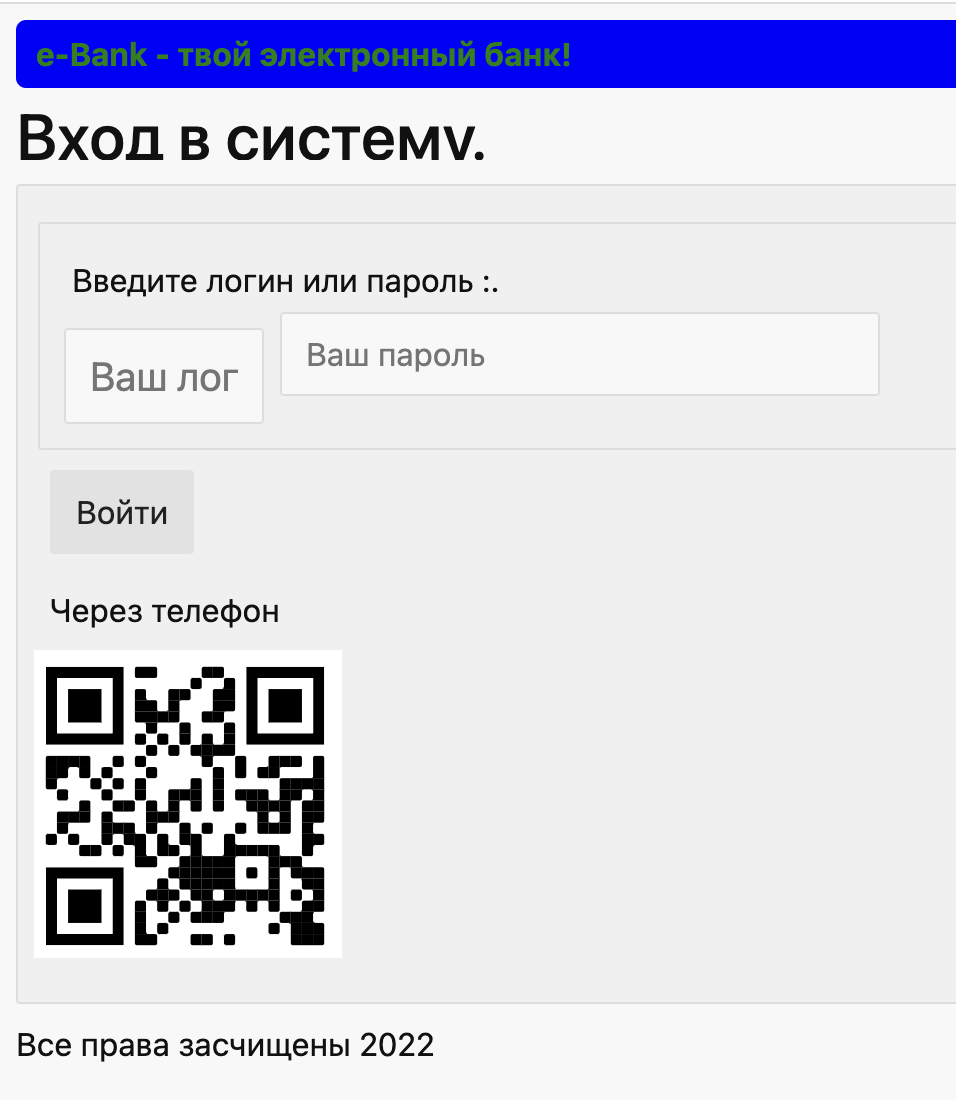 e-Bank - твой электронный банк!
Вход в систему.
Введите логин или пароль :.
Ваш лог
Ваш пароль
Войти
Через телефон
Все права засчищены 2022